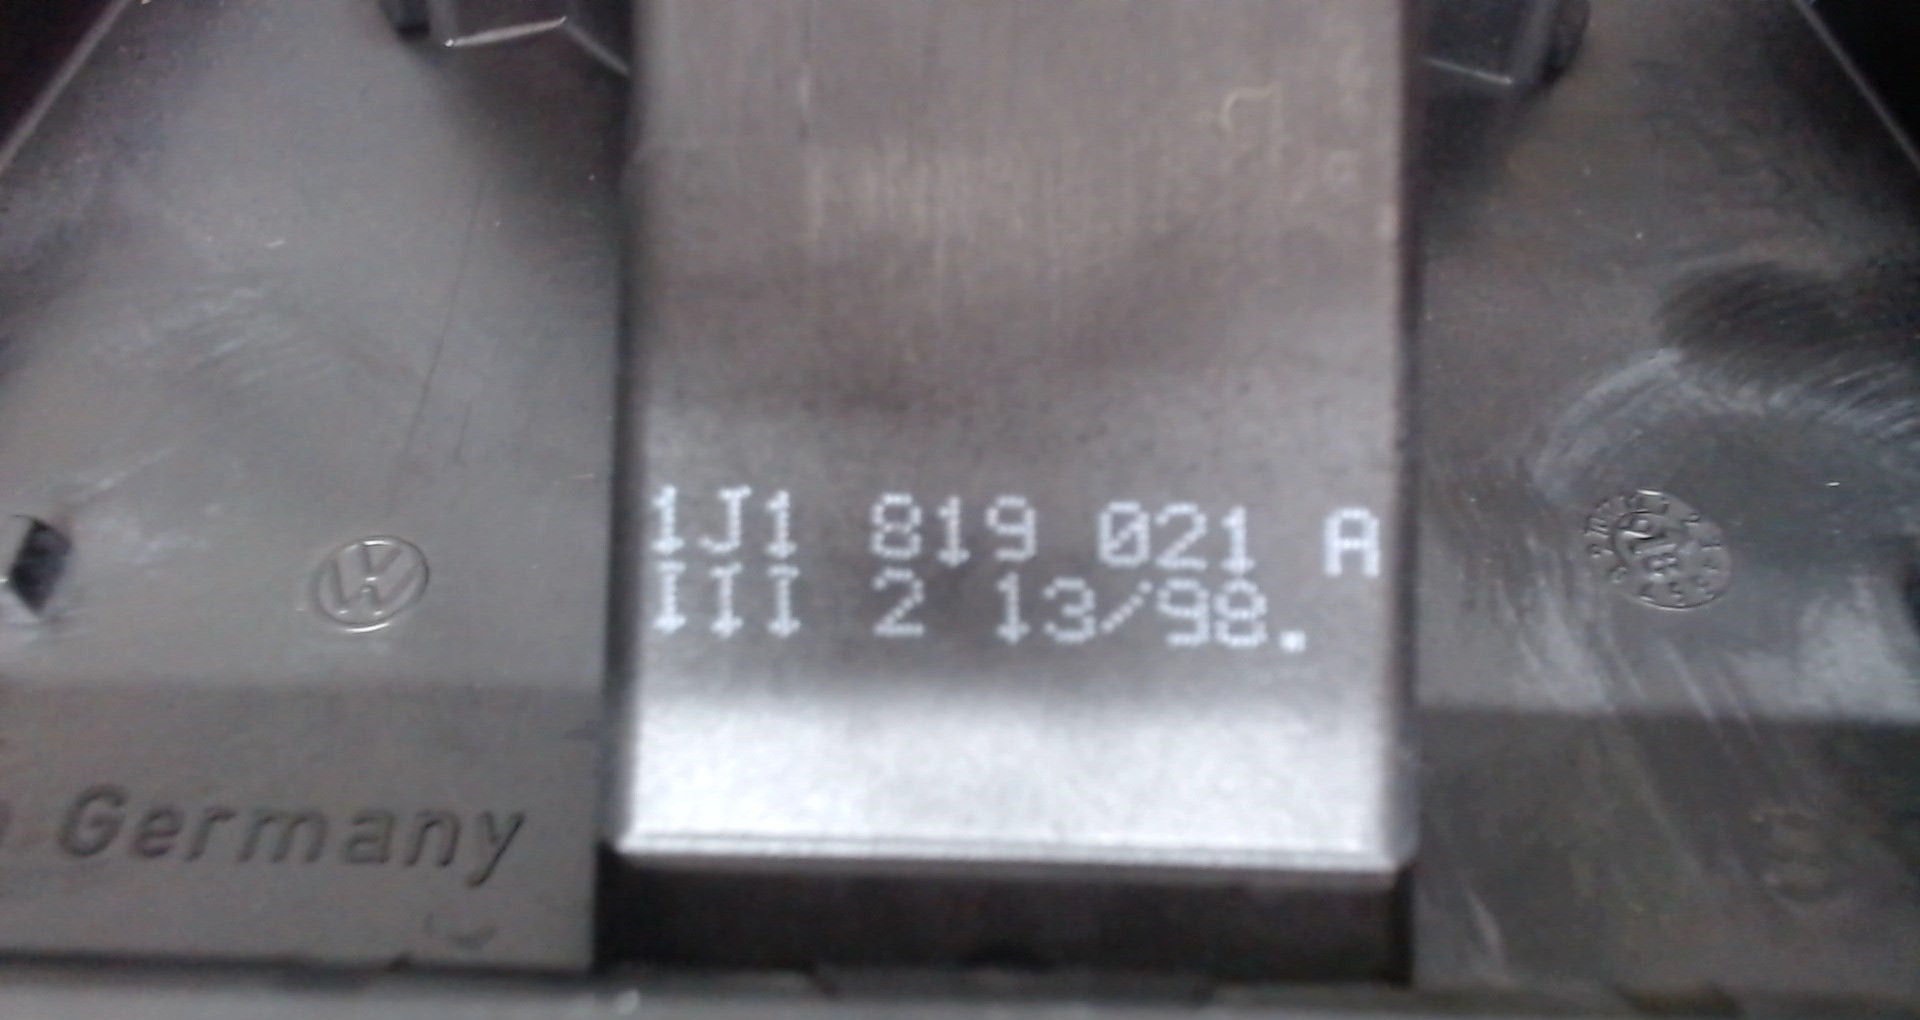 1J1 819 021 A
III 2 13/98.
Germany